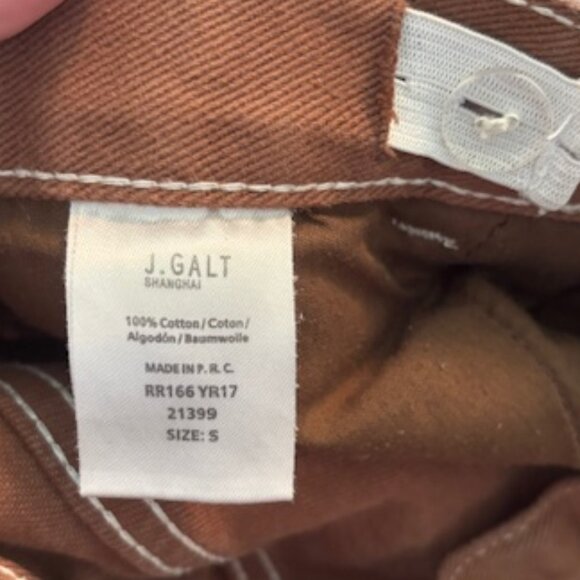 J.GALT
SHANGHAI
100% Cotton/Coton/
Algodón/Baumwolle
MADE IN P. R. C.
RR166 YR17
21399
SIZE: S